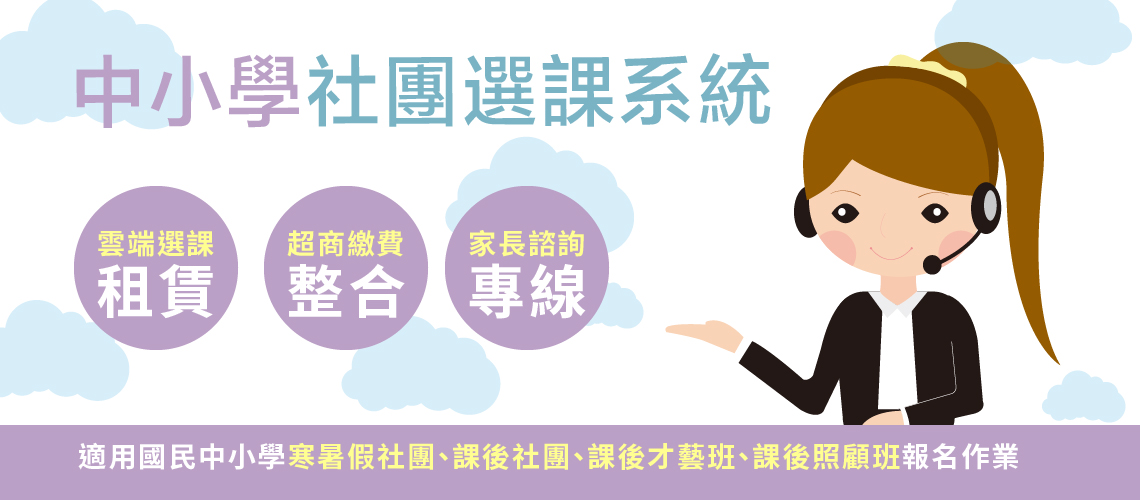 中小學社團選課系統
雲端選課
租賃
超商繳費
整合
家長諮詢
專線
適用國民中小學寒暑假社團、課後社團、課後才藝班、課後照顧班報名作業